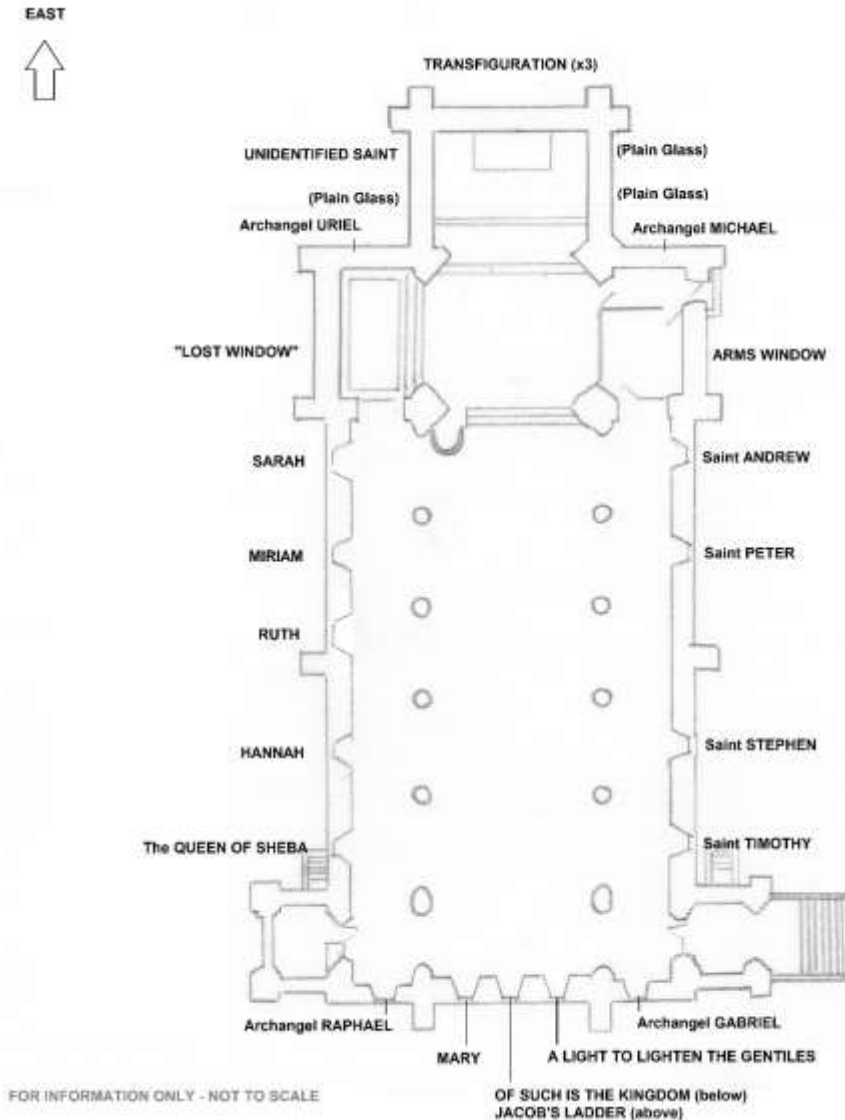 EAST
TRANSFIGURATION (x3)
UNIDENTIFIED SAINT
(Plain Glass)
(Plain Glass)
(Plain Glass)
Archangel URIEL
Archangel MICHAEL
"LOST WINDOW"
ARMS WINDOW
SARAH
Saint ANDREW
MIRIAM
Saint PETER
RUTH
HANNAH
Saint STEPHEN
The QUEEN OF SHEBA
Saint TIMOTHY
Archangel RAPHAEL
Archangel GABRIEL
MARY
A LIGHT TO LIGHTEN THE GENTILES
FOR INFORMATION ONLY - NOT TO SCALE
OF SUCH IS THE KINGDOM (below)
JACOB'S LADDER (above)